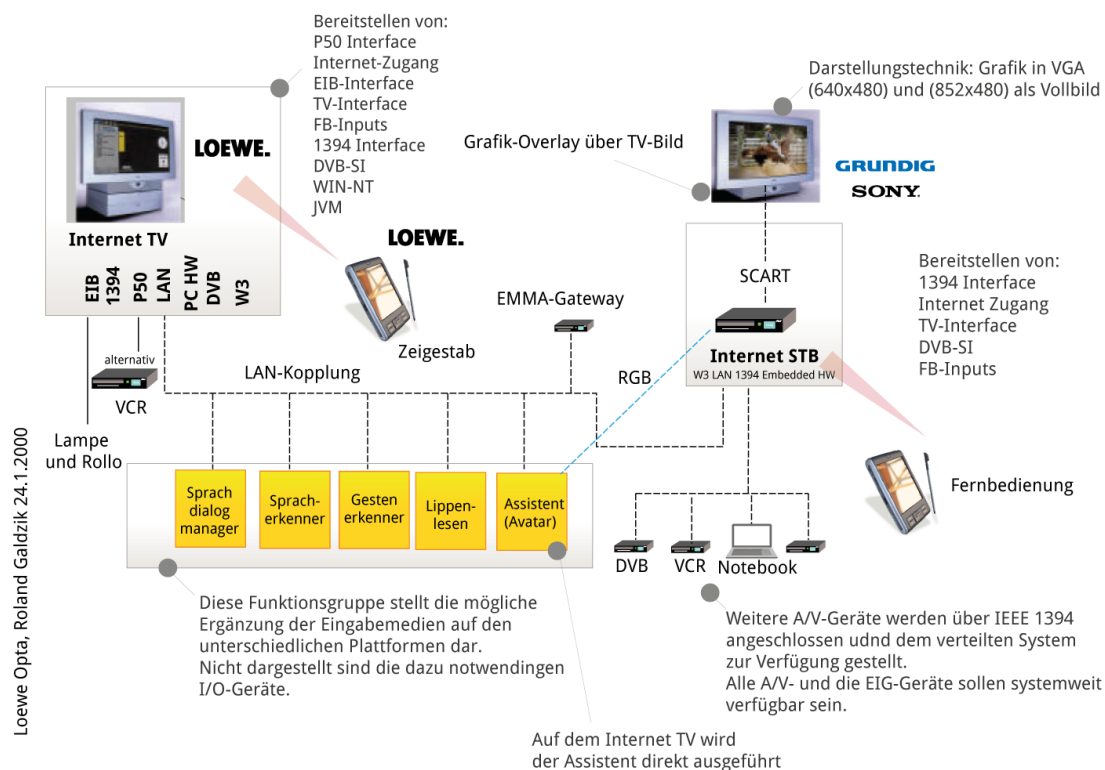 Bereitstellen von:
P50 Interface
Internet-Zugang
EIB-Interface
TV-Interface
FB-Inputs
1394 Interface
DVB-SI
WIN-NT
JVM
LOEWE.
Internet TV
EIB
1394
P50
LAN
PC HW
DVB
W3
LOEWE.
Zeigestab
Darstellungstechnik: Grafik in VGA
(640x480) und (852x480) als Vollbild
Grafik-Overlay über TV-Bild
GRUNDIG
SONY.
SCART
Internet STB
W3 LAN 1394 Embedded HW
Bereitstellen von:
1394 Interface
Internet Zugang
TV-Interface
DVB-SI
FB-Inputs
EMMA-Gateway
RGB
LAN-Kopplung
alternativ
VCR
Lampe
und Rollo
Sprach
dialog
manager
Sprach-
erkenner
Gesten
erkenner
Lippen-
lesen
Assistent
(Avatar)
Fernbedienung
DVB
VCR
Notebook
Diese Funktionsgruppe stellt die mögliche
Ergänzung der Eingabemedien auf den
unterschiedlichen Plattformen dar.
Nicht dargestellt sind die dazu notwendingen
I/O-Geräte.
Weitere A/V-Geräte werden über IEEE 1394
angeschlossen udnd dem verteilten System
zur Verfügung gestellt.
Alle A/V- und die EIG-Geräte sollen systemweit
verfügbar sein.
Auf dem Internet TV wird
der Assistent direkt ausgeführt
Loewe Opta, Roland Galdzik 24.1.2000